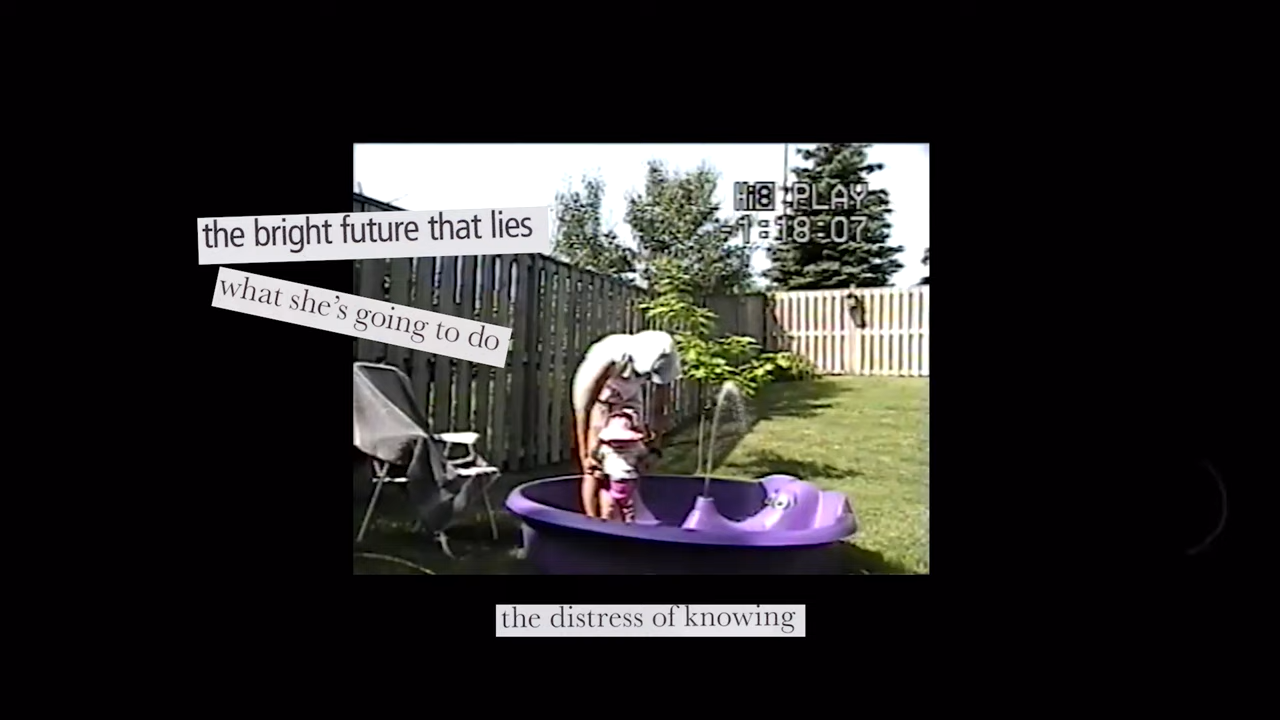 Hi8 PLAY
-1:18:07
the bright future that lies
what she's going to do
the distress of knowing